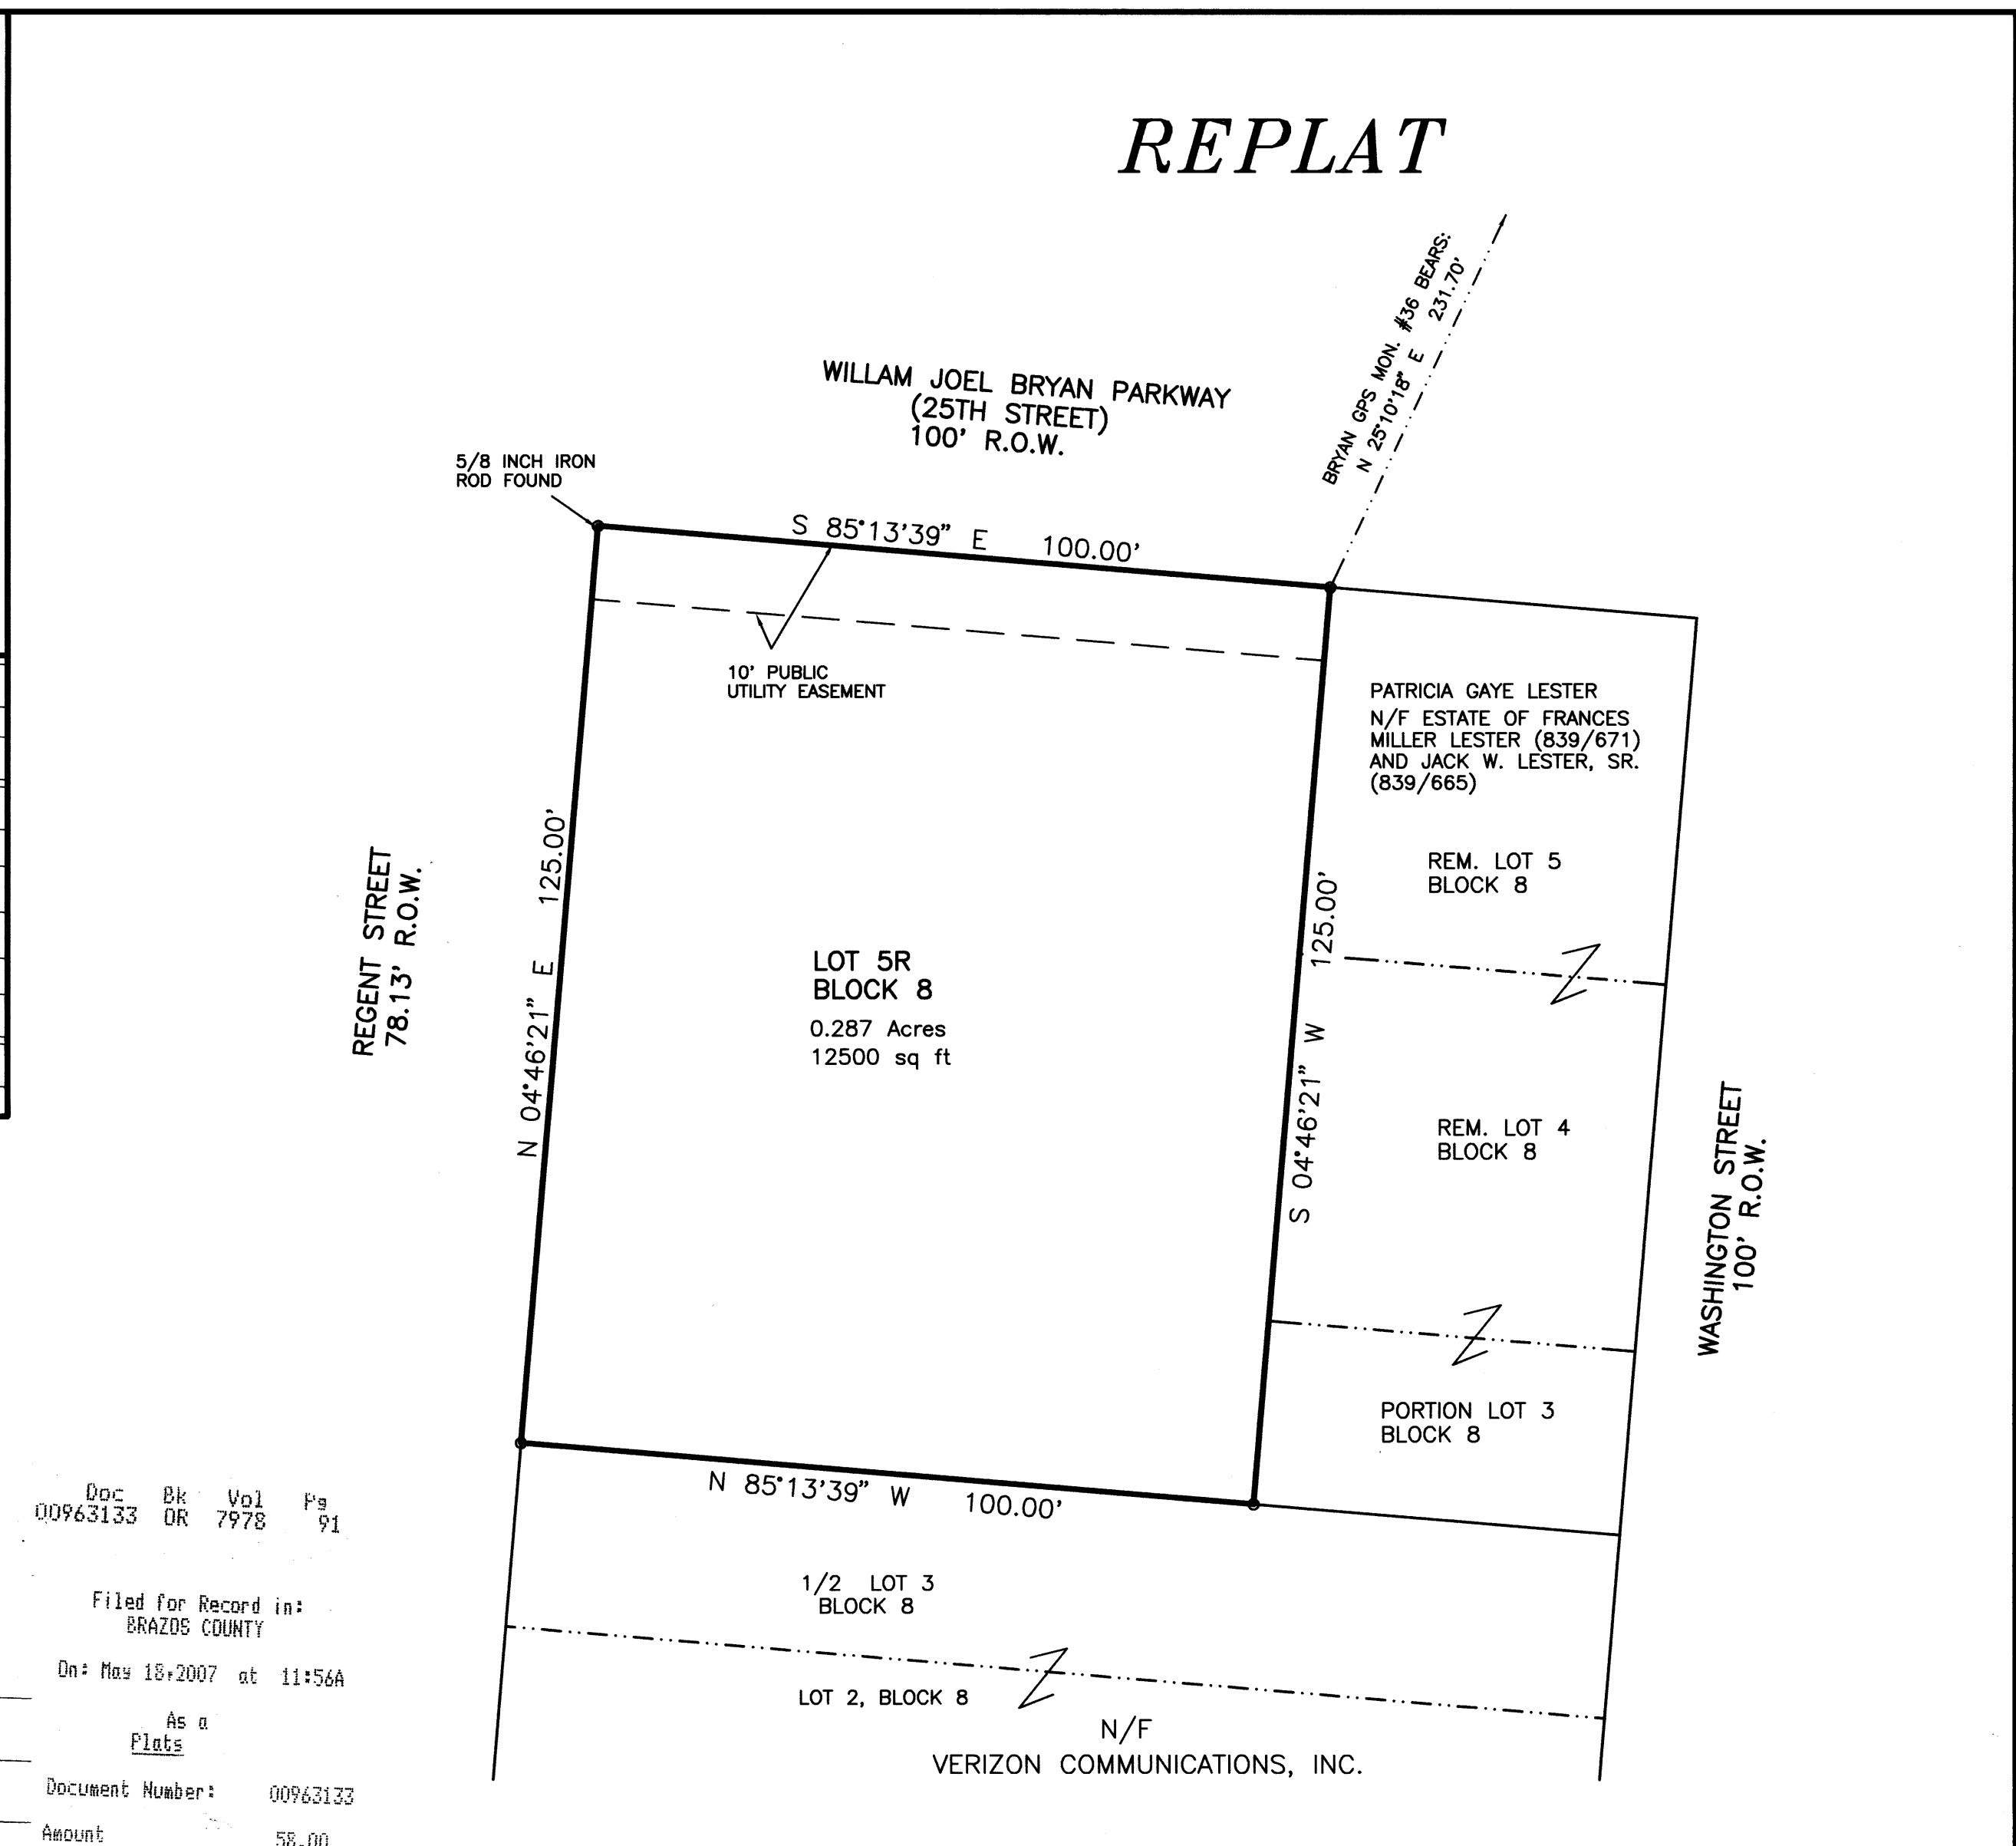 REPLAT
BRYAN GPS MON. #36 BEARS:
N 25°10'18" E 231.70'
WILLAM JOEL BRYAN PARKWAY
(25TH STREET)
100' R.O.W.
5/8 INCH IRON
ROD FOUND
S 85°13'39" E 100.00'
10' PUBLIC
UTILITY EASEMENT
PATRICIA GAYE LESTER
N/F ESTATE OF FRANCES
MILLER LESTER (839/671)
AND JACK W. LESTER, SR.
(839/665)
REM. LOT 5
BLOCK 8
REGENT STREET
78.13' R.O.W.
N 04°46'21" E 125.00'
LOT 5R
BLOCK 8
0.287 Acres
12500 sq ft
S 04°46'21" W 125.00'
REM. LOT 4
BLOCK 8
WASHINGTON STREET
100' R.O.W.
PORTION LOT 3
BLOCK 8
N 85°13'39" W 100.00'
1/2 LOT 3
BLOCK 8
LOT 2, BLOCK 8
N/F
VERIZON COMMUNICATIONS, INC.
Doc Bk Vol Pg
00963133 OR 7978 91
Filed for Record in:
BRAZOS COUNTY
On: May 18,2007 at 11:56A
As a
Plats
Document Number: 00963133
Amount 58.00